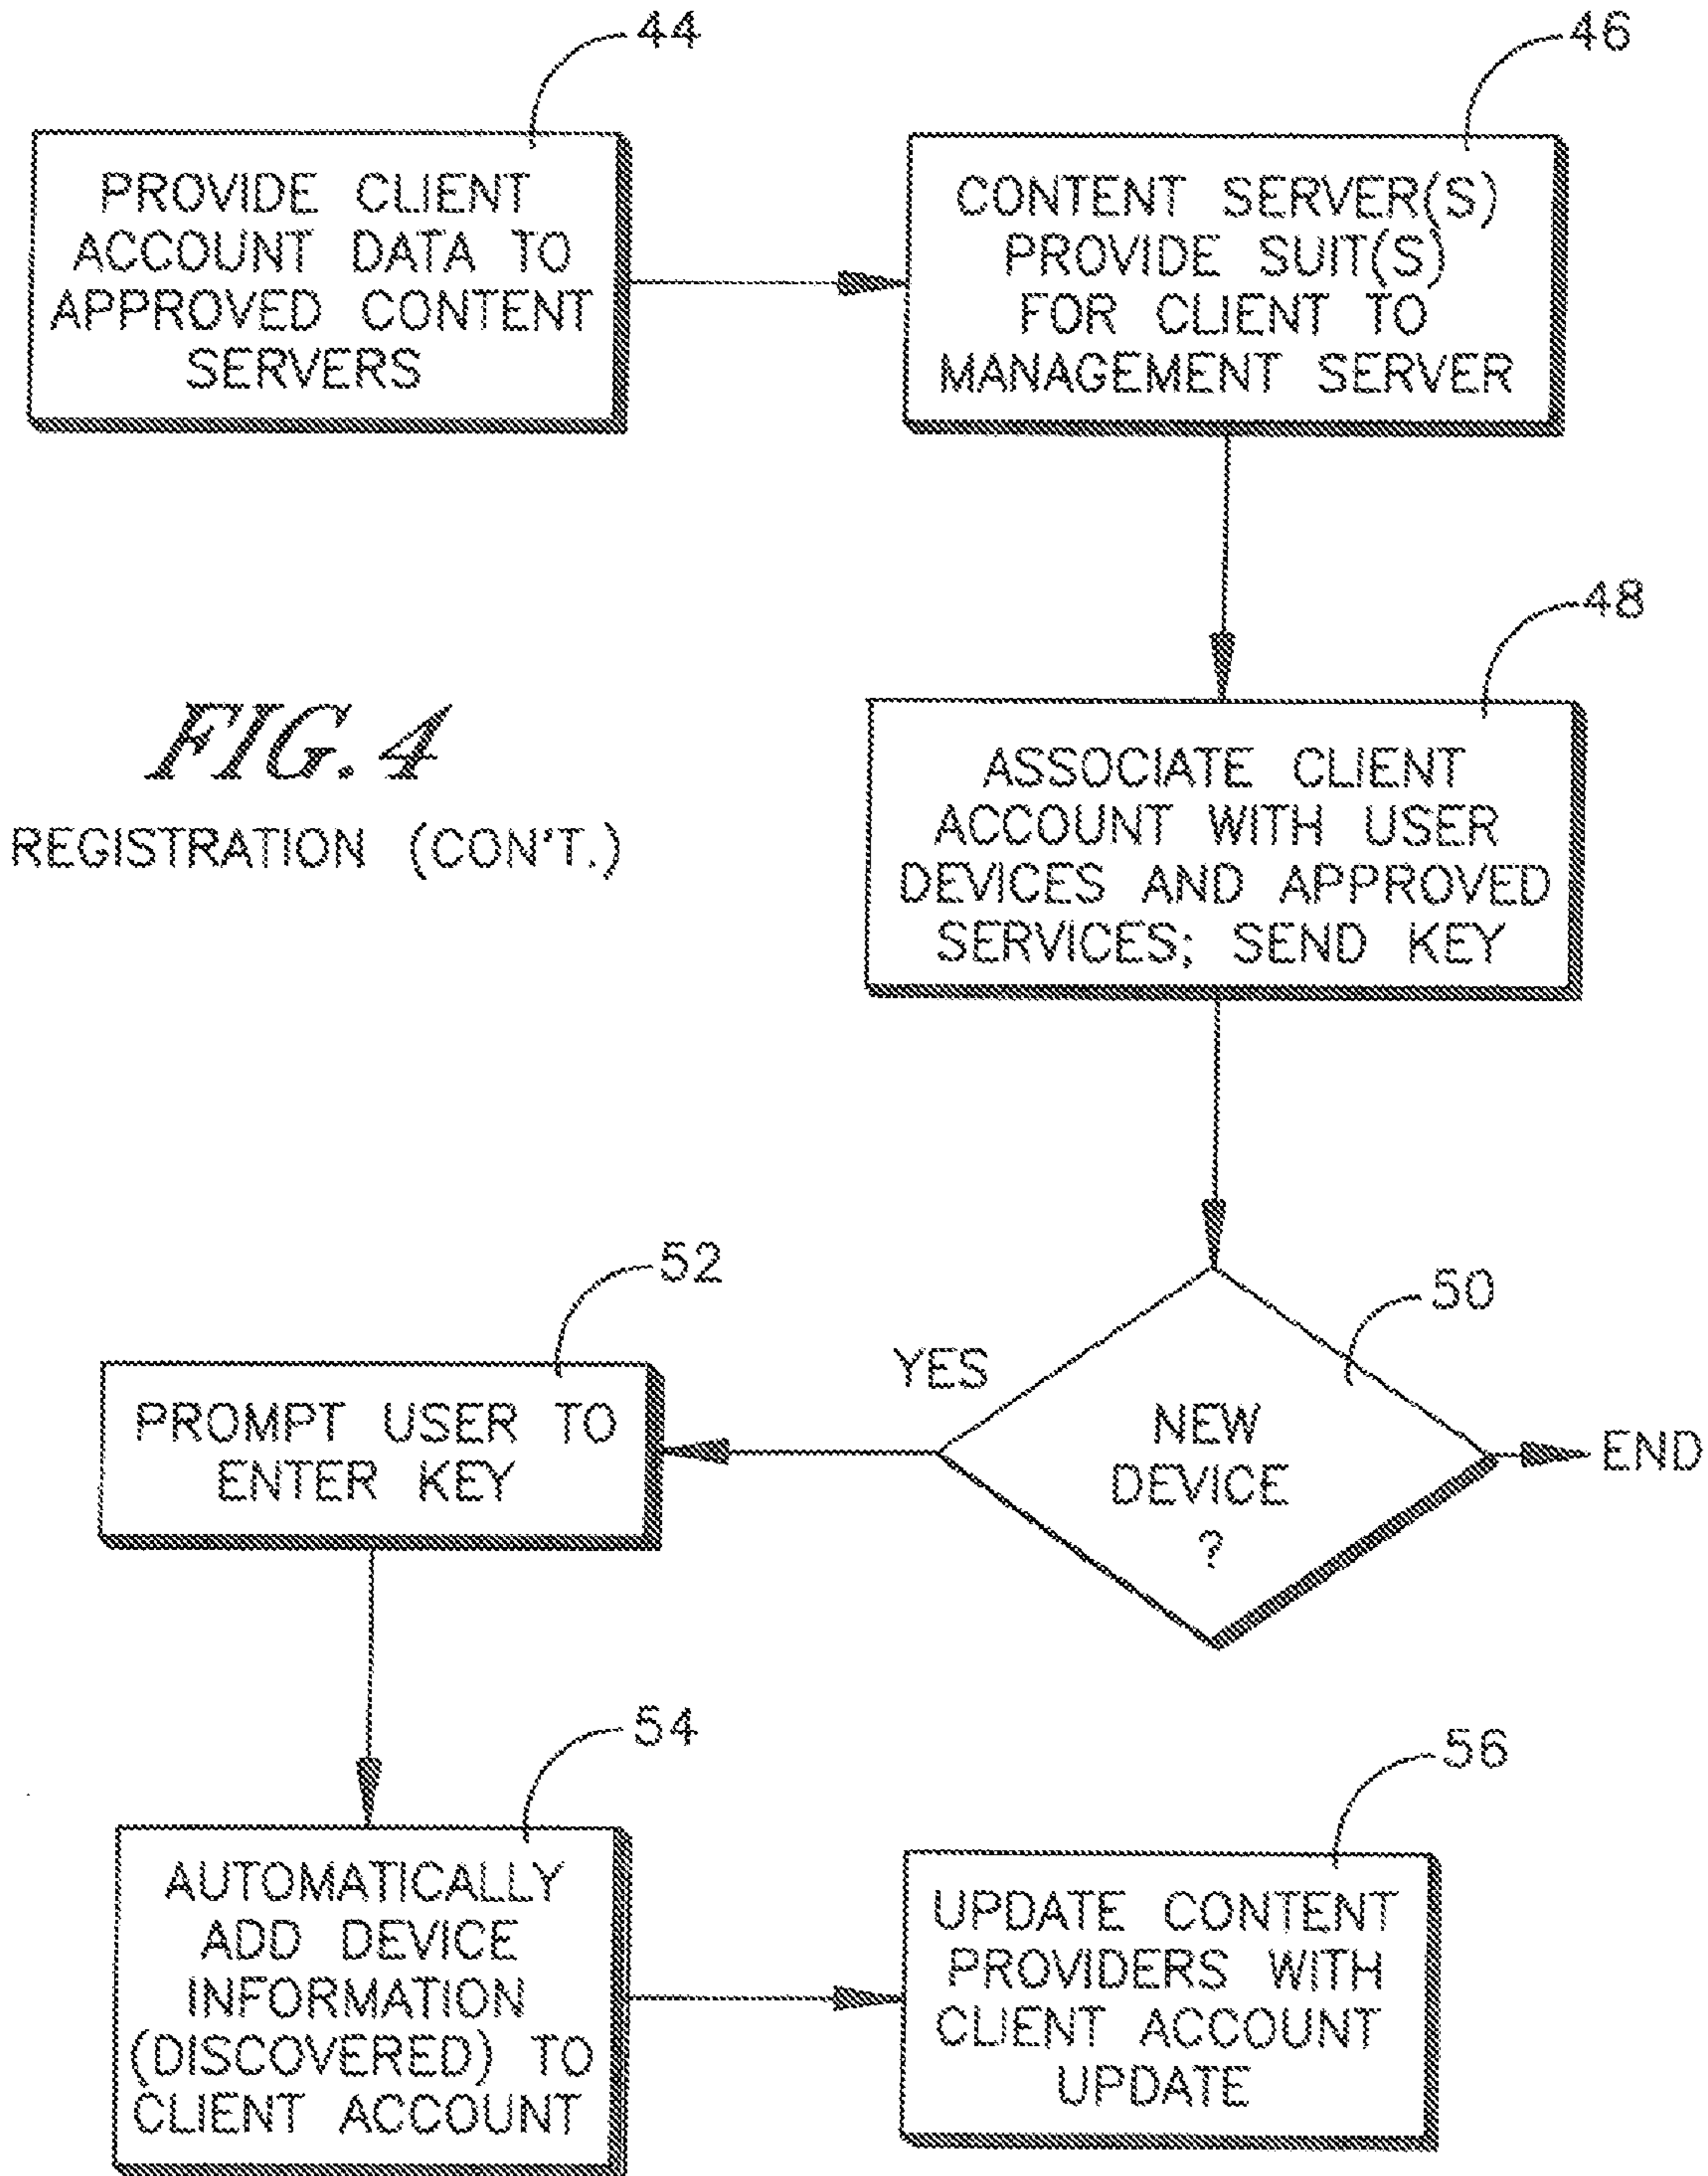 44
PROVIDE CLIENT
ACCOUNT DATA TO
APPROVED CONTENT
SERVERS
46
CONTENT SERVER(S)
PROVIDE SUIT(S)
FOR CLIENT TO
MANAGEMENT SERVER
48
ASSOCIATE CLIENT
ACCOUNT WITH USER
DEVICES AND APPROVED
SERVICES; SEND KEY
FIG. 4
REGISTRATION (CON'T.)
50
NEW
DEVICE
?
YES
END
52
PROMPT USER TO
ENTER KEY
54
AUTOMATICALLY
ADD DEVICE
INFORMATION
(DISCOVERED) TO
CLIENT ACCOUNT
56
UPDATE CONTENT
PROVIDERS WITH
CLIENT ACCOUNT
UPDATE